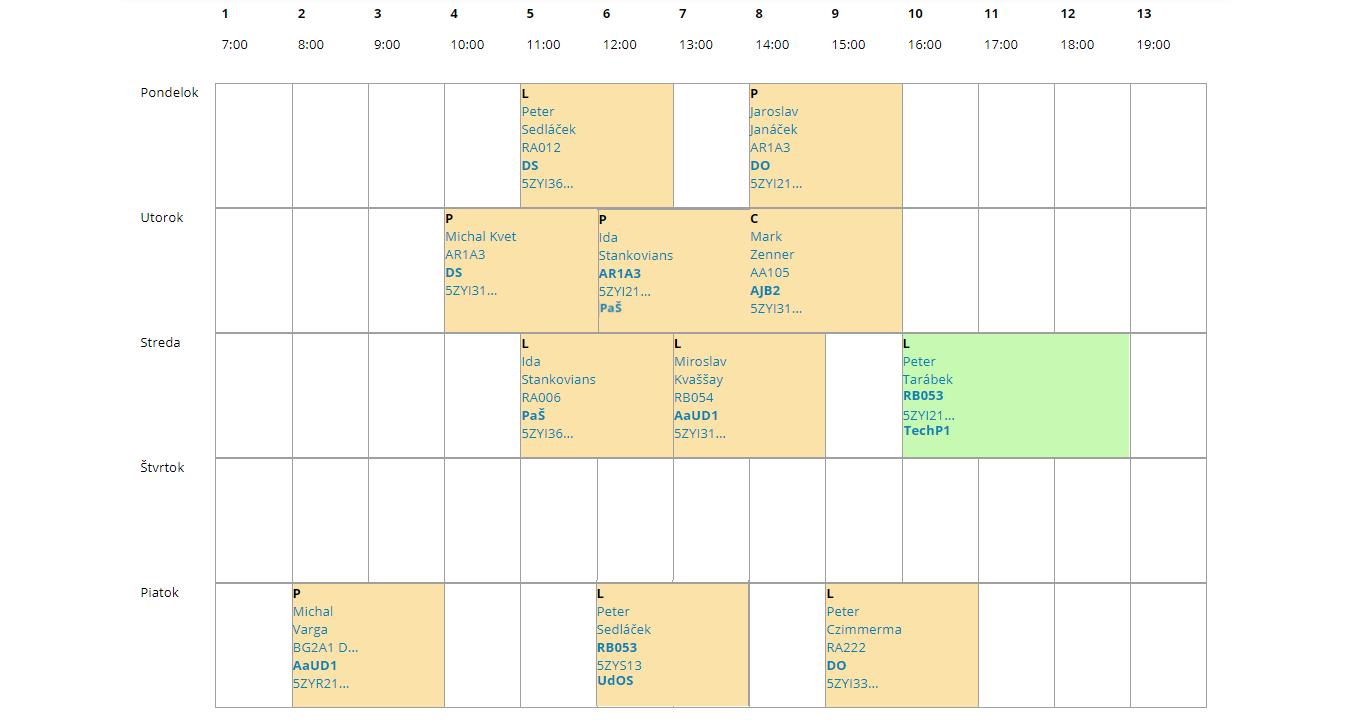 1 2 3 4 5 6 7 8 9 10 11 12 13
7:00 8:00 9:00 10:00 11:00 12:00 13:00 14:00 15:00 16:00 17:00 18:00 19:00
Pondelok
L
Peter
Sedláček
RA012
DS
5ZYI36...
P
Jaroslav
Janáček
AR1A3
DO
5ZYI21...
Utorok
P
Michal Kvet
AR1A3
DS
5ZYI31...
P
Ida
Stankovians
AR1A3
5ZYI21...
PaŠ
C
Mark
Zenner
AA105
AJB2
5ZYI31...
Streda
L
Ida
Stankovians
RA006
PaŠ
5ZYI36...
L
Miroslav
Kvaššay
RB054
AaUD1
5ZYI31...
L
Peter
Tarábek
RB053
5ZYI21...
TechP1
Štvrtok
Piatok
P
Michal
Varga
BG2A1 D...
AaUD1
5ZYR21...
L
Peter
Sedláček
RB053
5ZYS13
UdOS
L
Peter
Czimmerma
RA222
DO
5ZYI33...